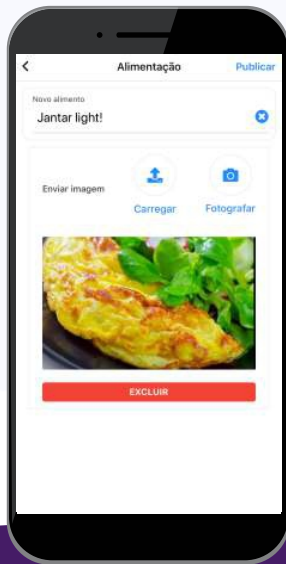 Alimentação
Publicar
Novo alimento
Jantar light!
Enviar imagem
Carregar
Fotografar
EXCLUIR